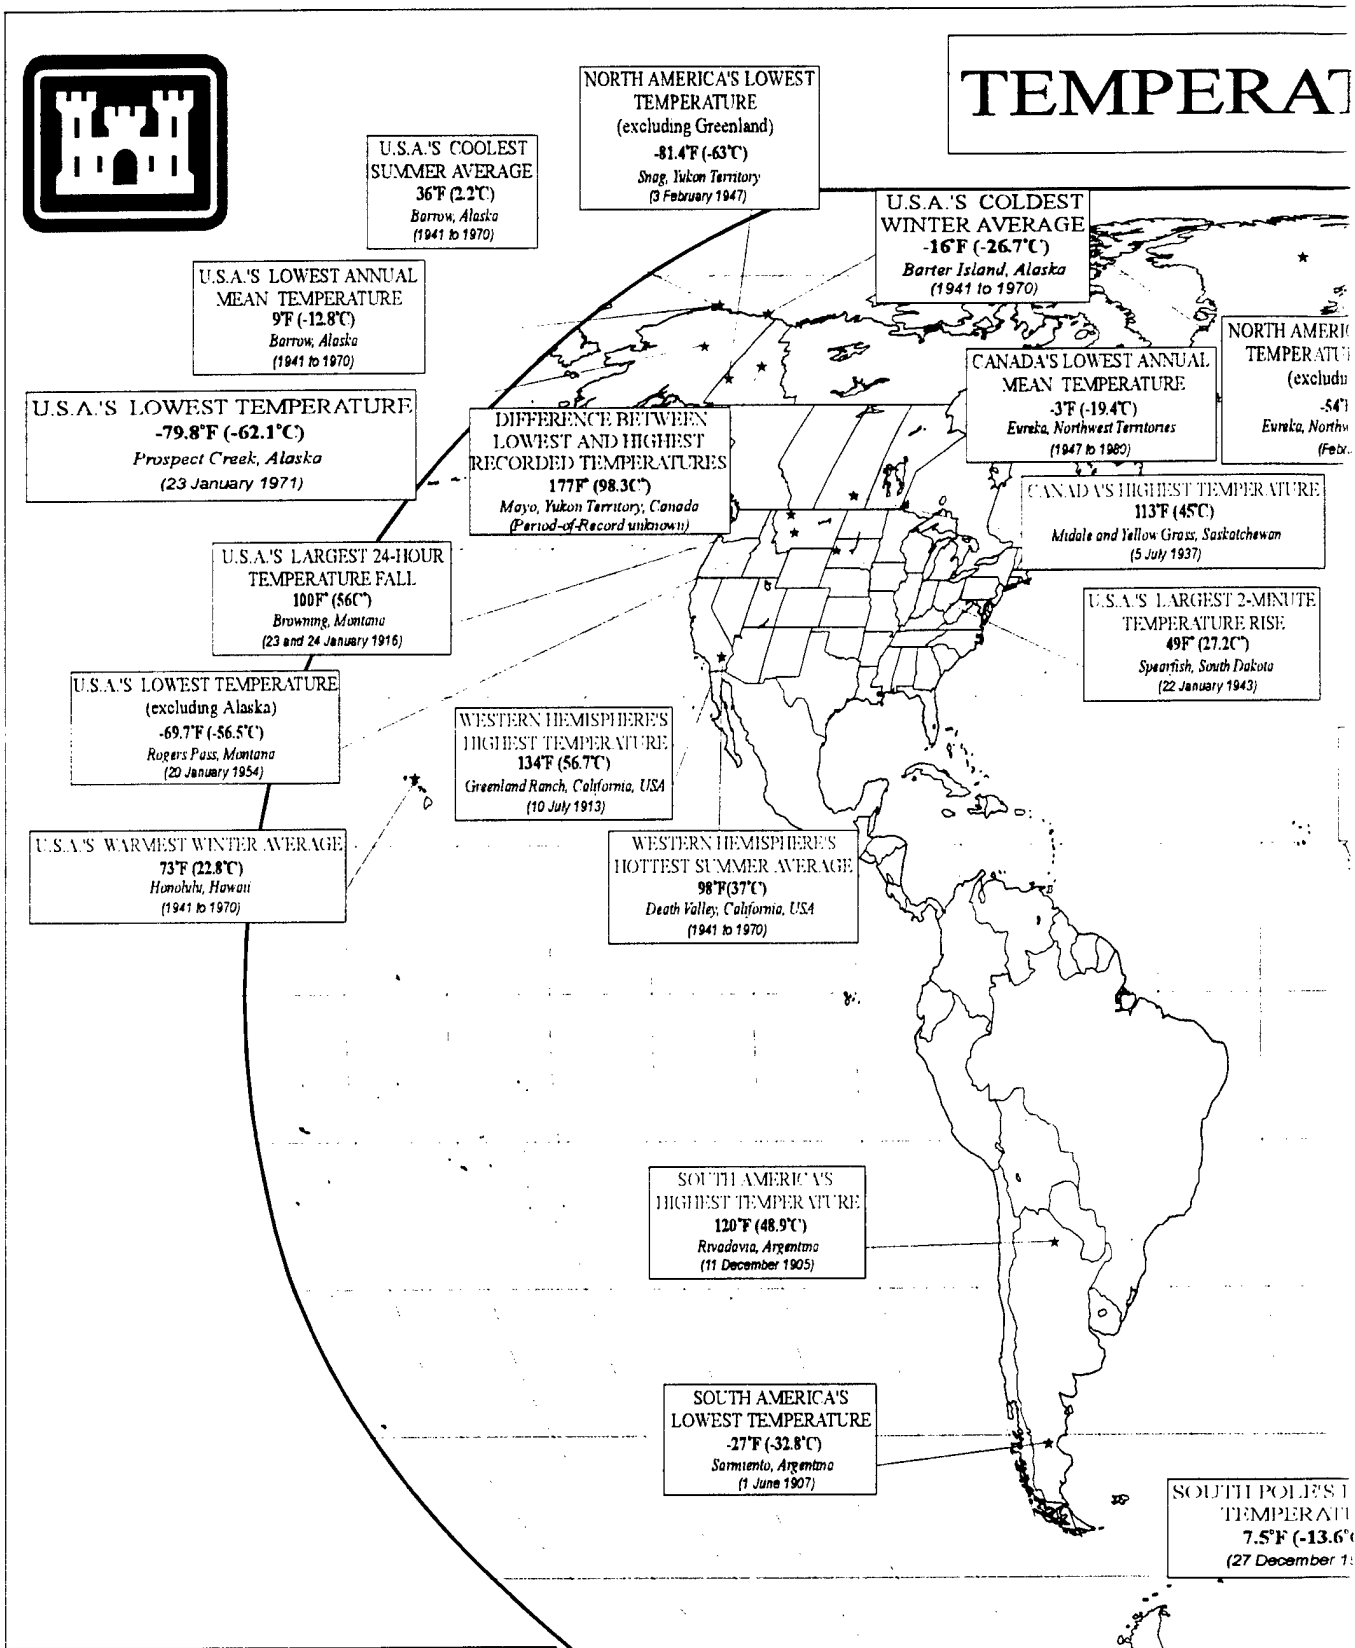 TEMPERAT
NORTH AMERICA'S LOWEST
TEMPERATURE
(excluding Greenland)
-81.4°F (-63°C)
Snag, Yukon Territory
(3 February 1947)
U.S.A.'S COOLEST
SUMMER AVERAGE
36°F (2.2°C)
Barrow, Alaska
(1941 to 1970)
U.S.A.'S COLDEST
WINTER AVERAGE
-16°F (-26.7°C)
Barter Island, Alaska
(1941 to 1970)
U.S.A.'S LOWEST ANNUAL
MEAN TEMPERATURE
9°F (-12.8°C)
Barrow, Alaska
(1941 to 1970)
NORTH AMERIC
TEMPERATU
(excludu
-54°F
Eureka, Northw
(Febr.
CANADA'S LOWEST ANNUAL
MEAN TEMPERATURE
-3°F (-19.4°C)
Eureka, Northwest Territories
(1947 to 1980)
U.S.A.'S LOWEST TEMPERATURE
-79.8°F (-62.1°C)
Prospect Creek, Alaska
(23 January 1971)
DIFFERENCE BETWEEN
LOWEST AND HIGHEST
RECORDED TEMPERATURES
177F° (98.3C°)
Mayo, Yukon Territory, Canada
(Period-of-Record unknown)
CANADA'S HIGHEST TEMPERATURE
113°F (45°C)
Midale and Yellow Grass, Saskatchewan
(5 July 1937)
U.S.A.'S LARGEST 24-HOUR
TEMPERATURE FALL
100F° (56C°)
Browning, Montana
(23 and 24 January 1916)
U.S.A.'S LARGEST 2-MINUTE
TEMPERATURE RISE
49F° (27.2C°)
Spearfish, South Dakota
(22 January 1943)
U.S.A.'S LOWEST TEMPERATURE
(excluding Alaska)
-69.7°F (-56.5°C)
Rogers Pass, Montana
(20 January 1954)
WESTERN HEMISPHERE'S
HIGHEST TEMPERATURE
134°F (56.7°C)
Greenland Ranch, California, USA
(10 July 1913)
U.S.A.'S WARMEST WINTER AVERAGE
73°F (22.8°C)
Honolulu, Hawaii
(1941 to 1970)
WESTERN HEMISPHERE'S
HOTTEST SUMMER AVERAGE
98°F(37°C)
Death Valley, California, USA
(1941 to 1970)
SOUTH AMERICA'S
HIGHEST TEMPERATURE
120°F (48.9°C)
Rivadavia, Argentina
(11 December 1905)
SOUTH AMERICA'S
LOWEST TEMPERATURE
-27°F (-32.8°C)
Sarmiento, Argentina
(1 June 1907)
SOUTH POLE'S
TEMPERATU
7.5°F (-13.6°
(27 December 19